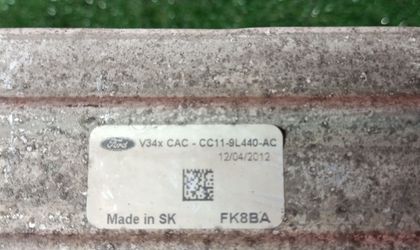 Ford V34x CAC - CC11-9L440-AC
12/04/2012
Made in SK FK8BA